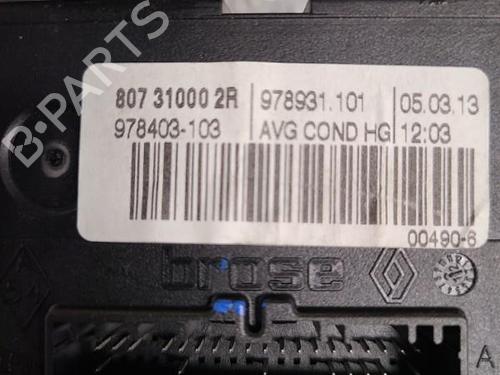 B-PARTS
807 31000 2R 978931.101 05.03.13
978403-103 AVG COND HG 12:03
00490-6
brose
A